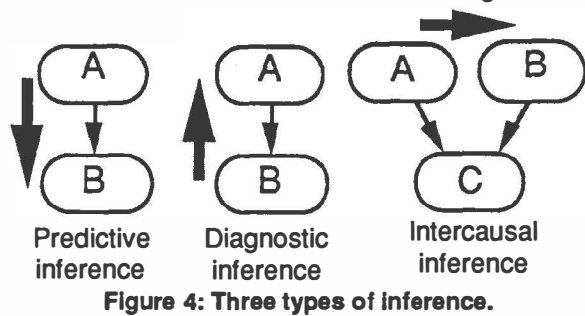 A
B
Predictive
inference
A
B
Diagnostic
inference
A
B
C
Intercausal
inference
Figure 4: Three types of inference.